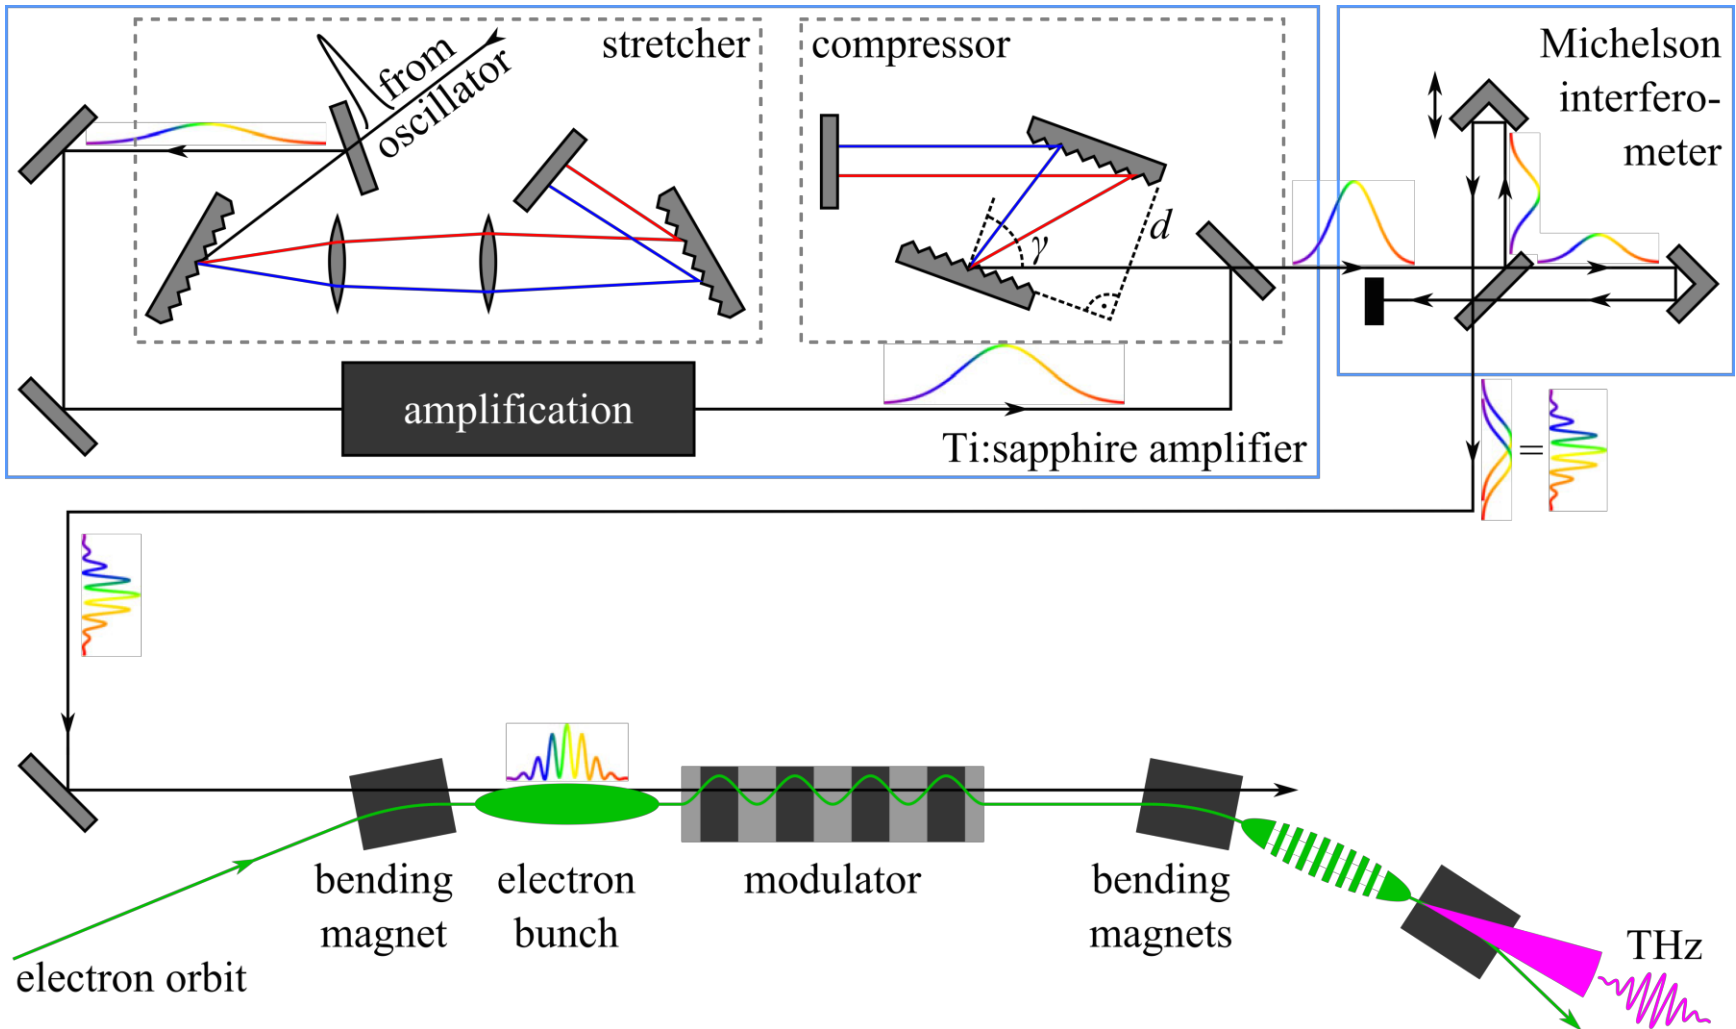 from
oscillator
stretcher
compressor
γ
d
Michelson
interfero-
meter
amplification
Ti:sapphire amplifier
=
bending
magnet
electron
bunch
modulator
bending
magnets
electron orbit
THz